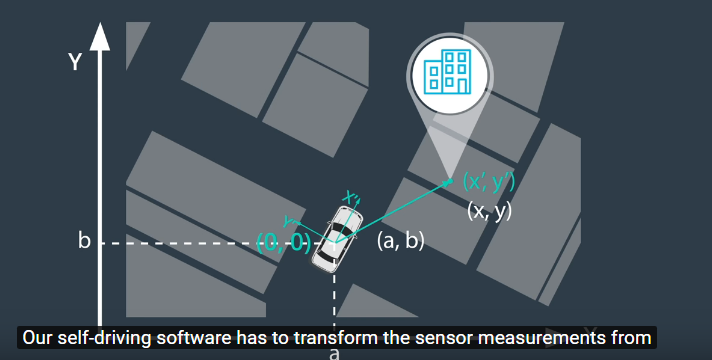 Y
(x’, y’)
(x, y)
X’
Y’
b
(0, 0)
(a, b)
Our self-driving software has to transform the sensor measurements from
X
a